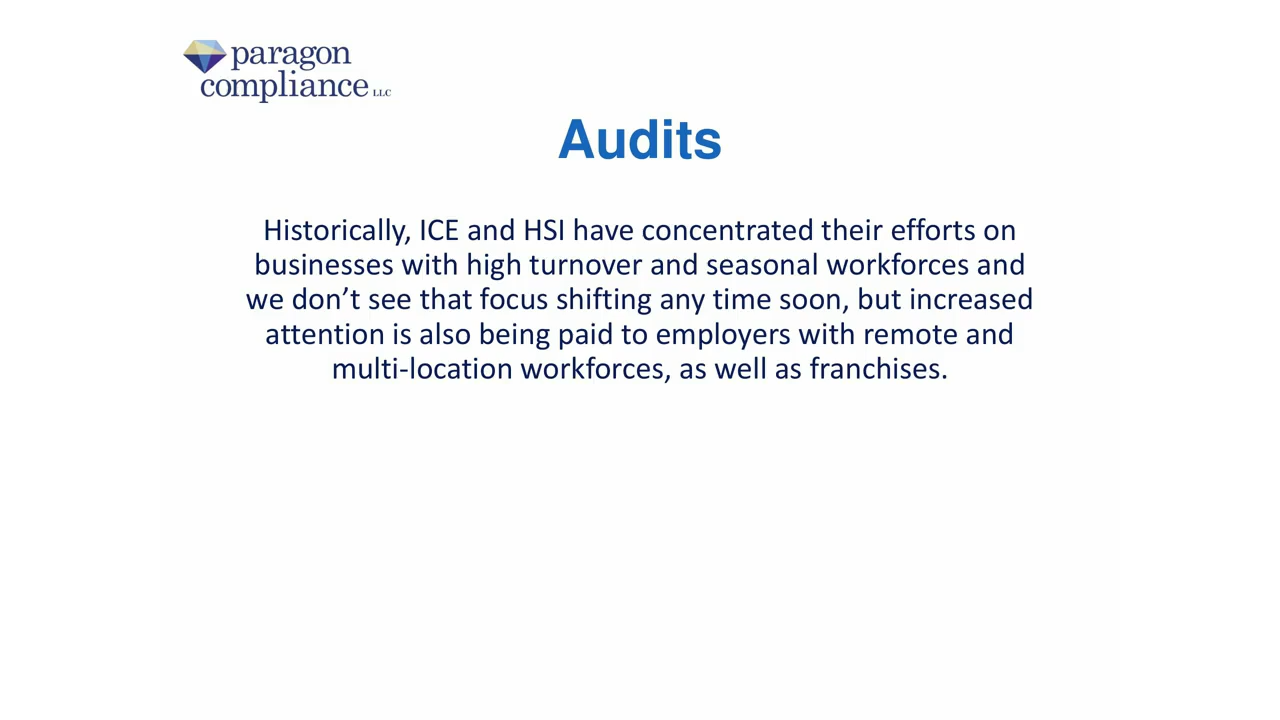 paragon
compliance LLC
Audits
Historically, ICE and HSI have concentrated their efforts on
businesses with high turnover and seasonal workforces and
we don’t see that focus shifting any time soon, but increased
attention is also being paid to employers with remote and
multi-location workforces, as well as franchises.